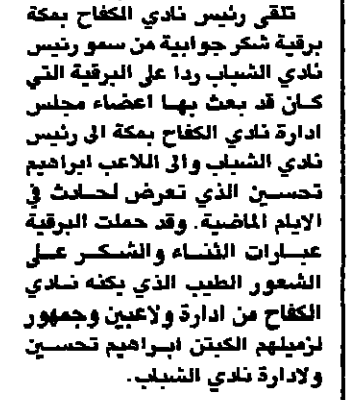 تلقى رئيس نادي الكفاح بمكة
برقية شكر جوابية من سمو رئيس
نادي الشباب ردا على البرقية التي
كان قد بعث بها اعضاء مجلس
ادارة نادي الكفاح بمكة الى رئيس
نادي الشباب والى اللاعب ابراهيم
تحسين الذي تعرض لحادث في
الايام الماضية. وقد حملت البرقية
عبارات الثناء والشكر على
الشعور الطيب الذي يكنه نادي
الكفاح من ادارة ولاعبين وجمهور
لزميلهم الكبتن ابراهيم تحسين
ولادارة نادي الشباب.